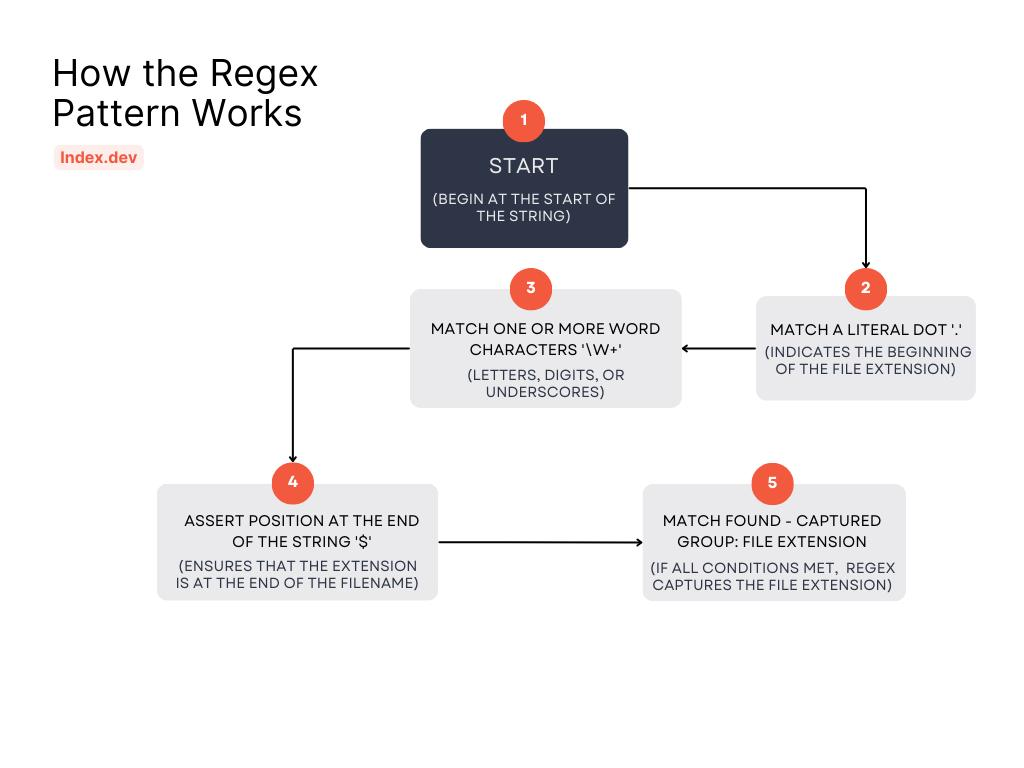 How the Regex
Pattern Works
Index.dev
1
START
(BEGIN AT THE START OF
THE STRING)
2
MATCH A LITERAL DOT '.'
(INDICATES THE BEGINNING
OF THE FILE EXTENSION)
3
MATCH ONE OR MORE WORD
CHARACTERS '\W+'
(LETTERS, DIGITS, OR
UNDERSCORES)
4
ASSERT POSITION AT THE END
OF THE STRING '$'
(ENSURES THAT THE EXTENSION
IS AT THE END OF THE FILENAME)
5
MATCH FOUND - CAPTURED
GROUP: FILE EXTENSION
(IF ALL CONDITIONS MET, REGEX
CAPTURES THE FILE EXTENSION)